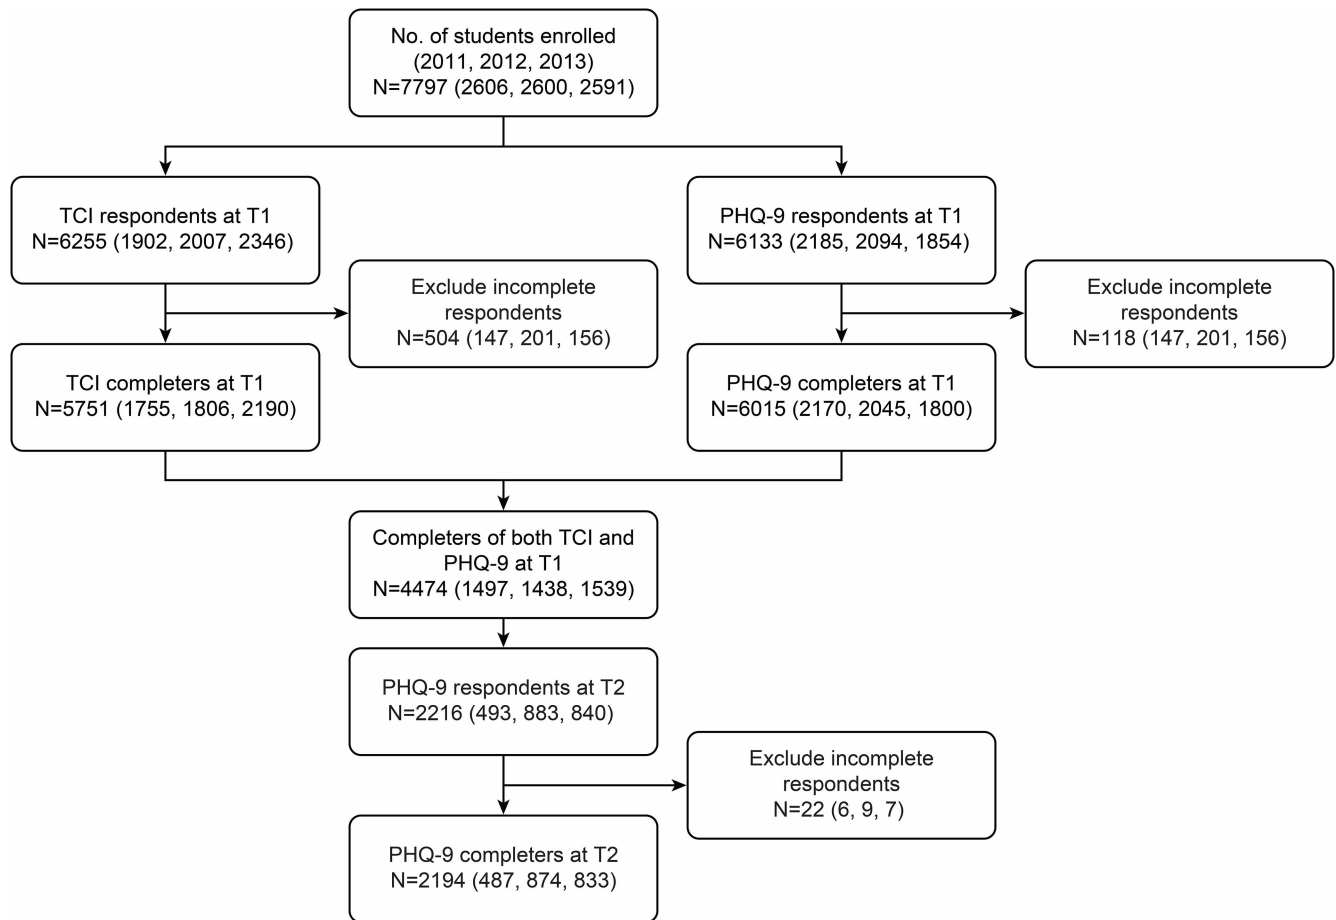 No. of students enrolled
(2011, 2012, 2013)
N=7797 (2606, 2600, 2591)
TCI respondents at T1
N=6255 (1902, 2007, 2346)
PHQ-9 respondents at T1
N=6133 (2185, 2094, 1854)
Exclude incomplete
respondents
N=504 (147, 201, 156)
Exclude incomplete
respondents
N=118 (147, 201, 156)
TCI completers at T1
N=5751 (1755, 1806, 2190)
PHQ-9 completers at T1
N=6015 (2170, 2045, 1800)
Completers of both TCI and
PHQ-9 at T1
N=4474 (1497, 1438, 1539)
PHQ-9 respondents at T2
N=2216 (493, 883, 840)
Exclude incomplete
respondents
N=22 (6, 9, 7)
PHQ-9 completers at T2
N=2194 (487, 874, 833)